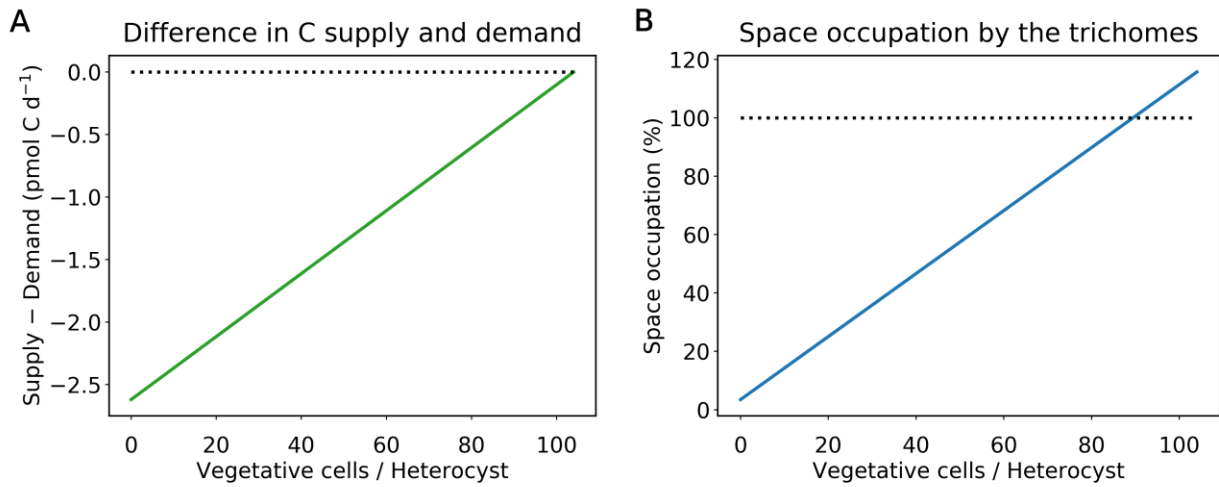 A
Difference in C supply and demand
Supply − Demand (pmol C d⁻¹)
0.0
−0.5
−1.0
−1.5
−2.0
−2.5
0 20 40 60 80 100
Vegetative cells / Heterocyst
B
Space occupation by the trichomes
Space occupation (%)
120
100
80
60
40
20
0
0 20 40 60 80 100
Vegetative cells / Heterocyst